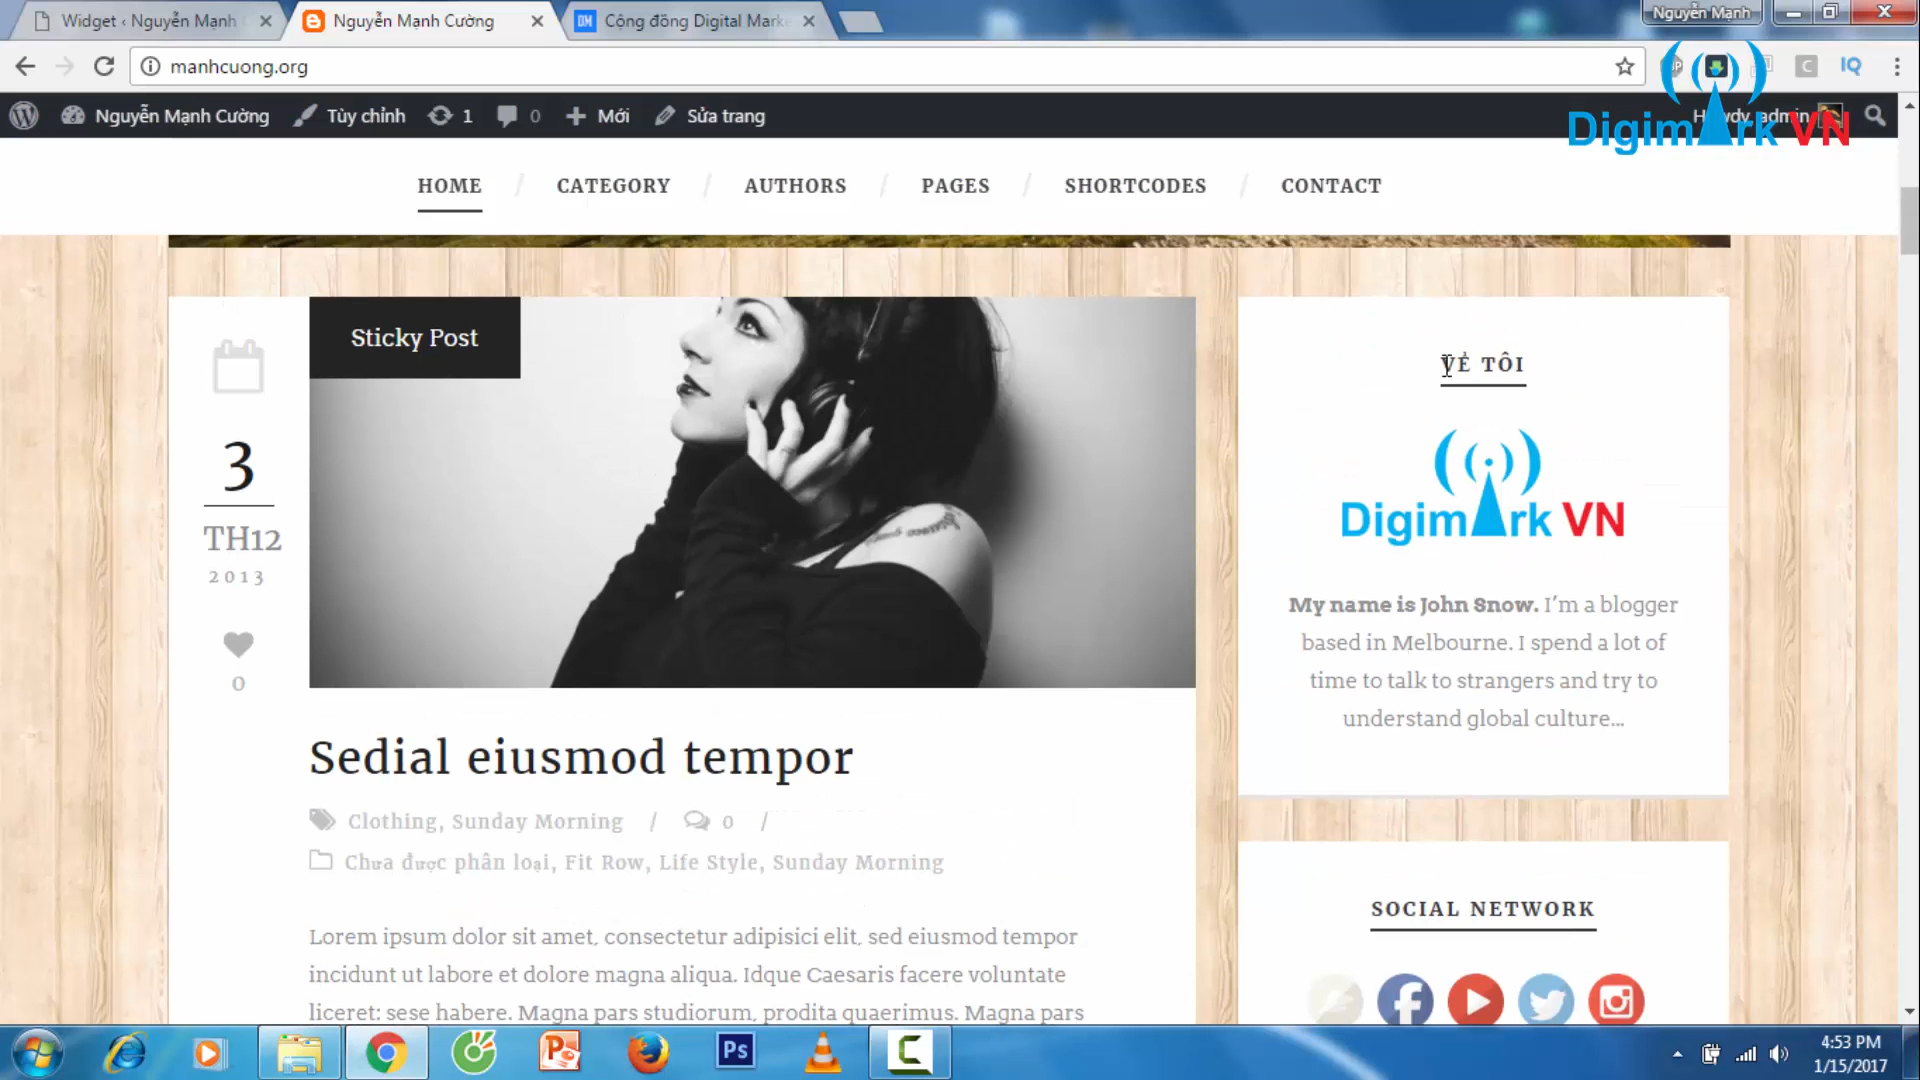 Widget ‹ Nguyễn Mạnh
Nguyễn Mạnh Cường
Cộng đồng Digital Marke
Nguyễn Mạnh
manhcuong.org
IQ
Nguyễn Mạnh Cường
Tùy chỉnh
1
0
Mới
Sửa trang
Digimark VN
HOME
CATEGORY
AUTHORS
PAGES
SHORTCODES
CONTACT
Sticky Post
VỀ TÔI
3
TH12
2013
0
Digimark VN
My name is John Snow. I'm a blogger
based in Melbourne. I spend a lot of
time to talk to strangers and try to
understand global culture...
Sedial eiusmod tempor
Clothing, Sunday Morning / 0 /
Chưa được phân loại, Fit Row, Life Style, Sunday Morning
SOCIAL NETWORK
Lorem ipsum dolor sit amet, consectetur adipisici elit, sed eiusmod tempor
incidunt ut labore et dolore magna aliqua. Idque Caesaris facere voluntate
liceret: sese habere. Magna pars studiorum, prodita quaerimus. Magna pars
Ps
4:53 PM
1/15/2017